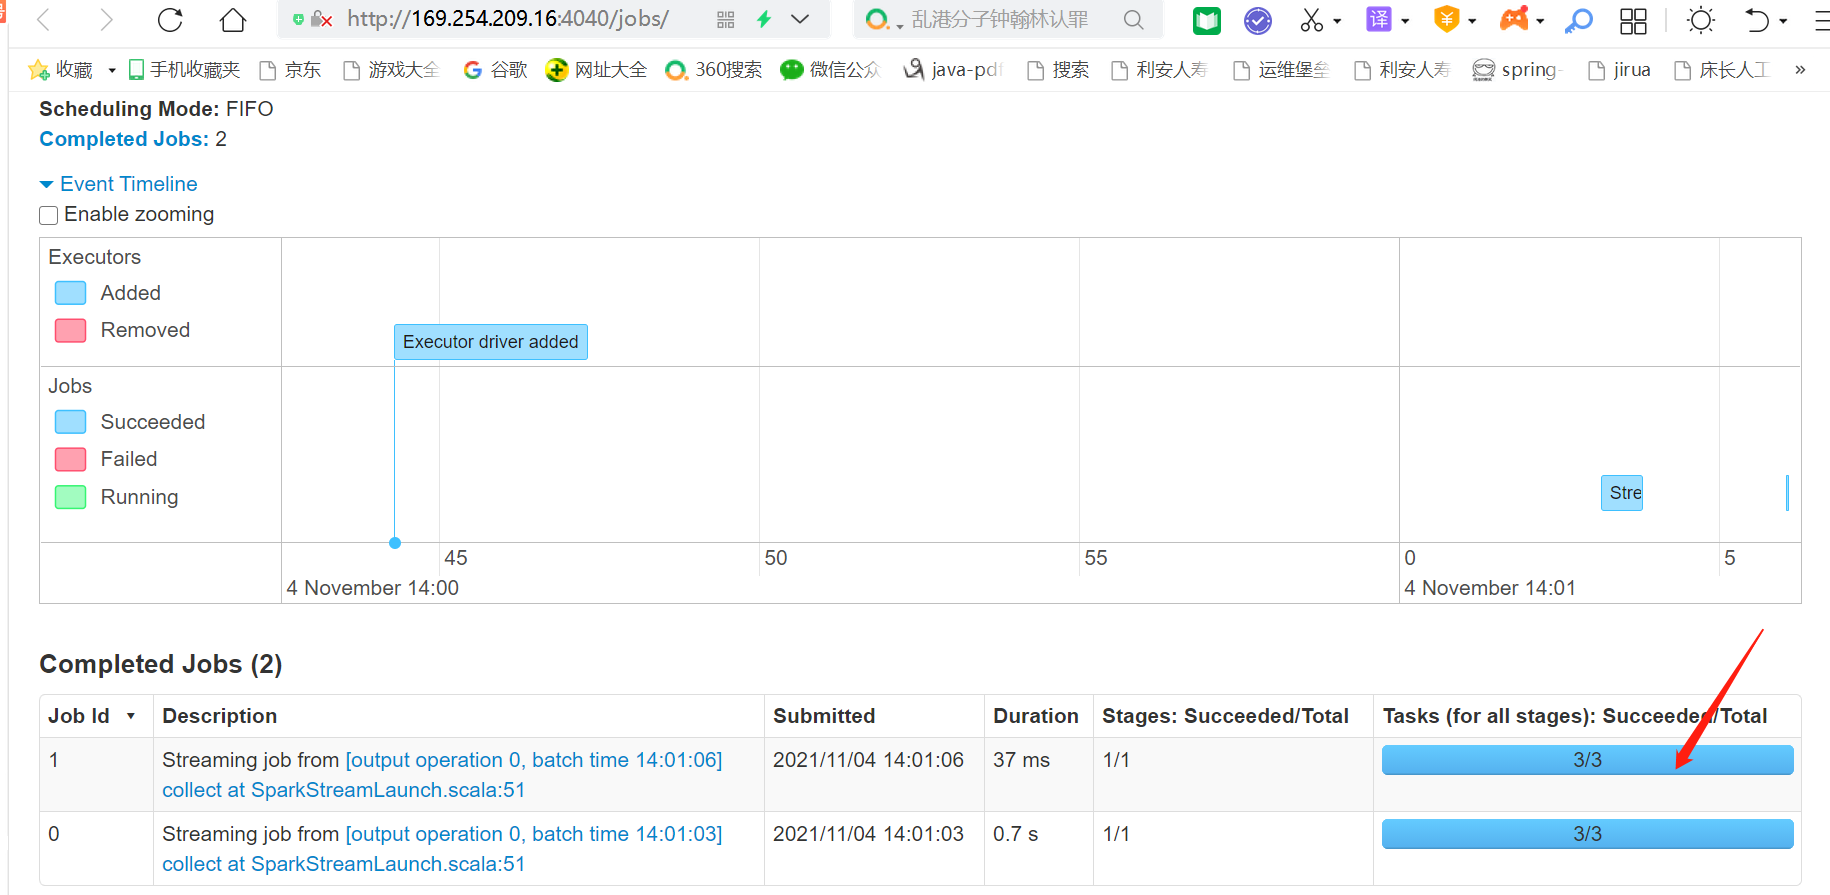 http://169.254.209.16:4040/jobs/
乱港分子钟翰林认罪
译
收藏 手机收藏夹 京东 游戏大全 谷歌 网址大全 360搜索 微信公众 java-pdf 搜索 利安人寿 运维堡垒 利安人寿 spring- jirua 床长人工 »
Scheduling Mode: FIFO
Completed Jobs: 2
Event Timeline
Enable zooming
Executors
Added
Removed
Executor driver added
Jobs
Succeeded
Failed
Running
Stre
45 50 55 0 5
4 November 14:00 4 November 14:01
Completed Jobs (2)
Job Id Description Submitted Duration Stages: Succeeded/Total Tasks (for all stages): Succeeded/Total
1 Streaming job from [output operation 0, batch time 14:01:06] 2021/11/04 14:01:06 37 ms 1/1 3/3
collect at SparkStreamLaunch.scala:51
0 Streaming job from [output operation 0, batch time 14:01:03] 2021/11/04 14:01:03 0.7 s 1/1 3/3
collect at SparkStreamLaunch.scala:51